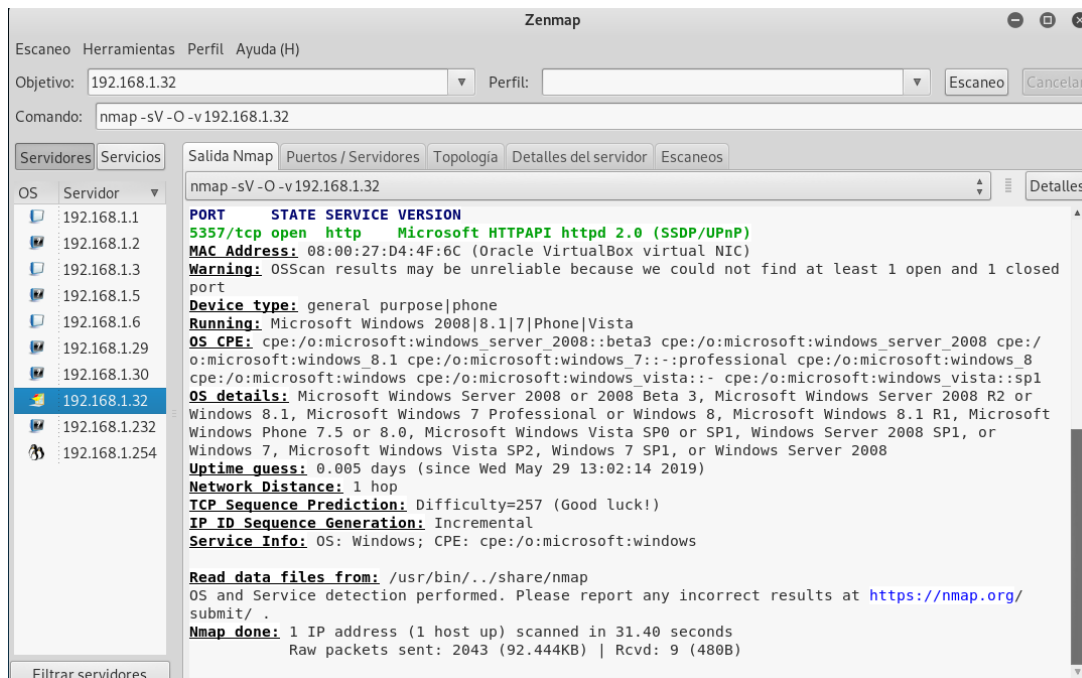 Zenmap
Escaneo Herramientas Perfil Ayuda (H)
Objetivo: 192.168.1.32 Perfil: Escaneo Cancelar
Comando: nmap -sV -O -v 192.168.1.32
Servidores Servicios Salida Nmap Puertos / Servidores Topología Detalles del servidor Escaneos
OS Servidor nmap -sV -O -v 192.168.1.32 Detalles
192.168.1.1
192.168.1.2
192.168.1.3
192.168.1.5
192.168.1.6
192.168.1.29
192.168.1.30
192.168.1.32
192.168.1.232
192.168.1.254
Filtrar servidores
PORT STATE SERVICE VERSION
5357/tcp open http Microsoft HTTPAPI httpd 2.0 (SSDP/UPnP)
MAC Address: 08:00:27:D4:4F:6C (Oracle VirtualBox virtual NIC)
Warning: OSScan results may be unreliable because we could not find at least 1 open and 1 closed
port
Device type: general purpose|phone
Running: Microsoft Windows 2008|8.1|7|Phone|Vista
OS CPE: cpe:/o:microsoft:windows_server_2008::beta3 cpe:/o:microsoft:windows_server_2008 cpe:/
o:microsoft:windows_8.1 cpe:/o:microsoft:windows_7::-:professional cpe:/o:microsoft:windows_8
cpe:/o:microsoft:windows cpe:/o:microsoft:windows_vista::- cpe:/o:microsoft:windows_vista::sp1
OS details: Microsoft Windows Server 2008 or 2008 Beta 3, Microsoft Windows Server 2008 R2 or
Windows 8.1, Microsoft Windows 7 Professional or Windows 8, Microsoft Windows 8.1 R1, Microsoft
Windows Phone 7.5 or 8.0, Microsoft Windows Vista SP0 or SP1, Windows Server 2008 SP1, or
Windows 7, Microsoft Windows Vista SP2, Windows 7 SP1, or Windows Server 2008
Uptime guess: 0.005 days (since Wed May 29 13:02:14 2019)
Network Distance: 1 hop
TCP Sequence Prediction: Difficulty=257 (Good luck!)
IP ID Sequence Generation: Incremental
Service Info: OS: Windows; CPE: cpe:/o:microsoft:windows
Read data files from: /usr/bin/../share/nmap
OS and Service detection performed. Please report any incorrect results at https://nmap.org/
submit/ .
Nmap done: 1 IP address (1 host up) scanned in 31.40 seconds
Raw packets sent: 2043 (92.444KB) | Rcvd: 9 (480B)